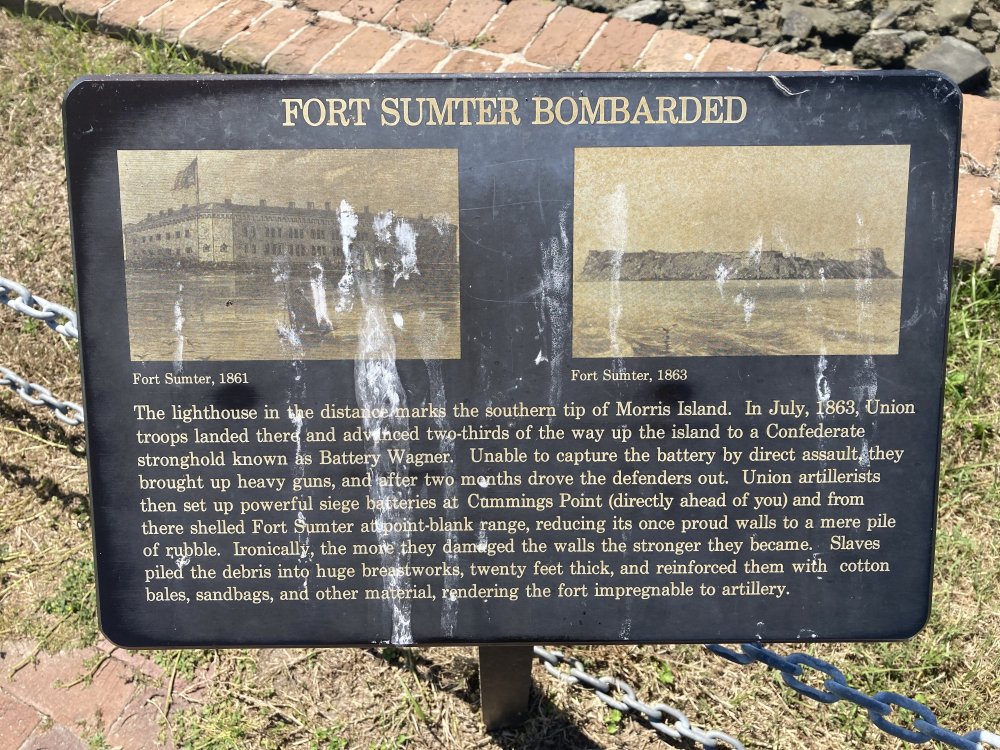 FORT SUMTER BOMBARDED
Fort Sumter, 1861
Fort Sumter, 1863
The lighthouse in the distance marks the southern tip of Morris Island. In July, 1863, Union
troops landed there and advanced two-thirds of the way up the island to a Confederate
stronghold known as Battery Wagner. Unable to capture the battery by direct assault, they
brought up heavy guns, and after two months drove the defenders out. Union artillerists
then set up powerful siege batteries at Cummings Point (directly ahead of you) and from
there shelled Fort Sumter at point-blank range, reducing its once proud walls to a mere pile
of rubble. Ironically, the more they damaged the walls the stronger they became. Slaves
piled the debris into huge breastworks, twenty feet thick, and reinforced them with cotton
bales, sandbags, and other material, rendering the fort impregnable to artillery.